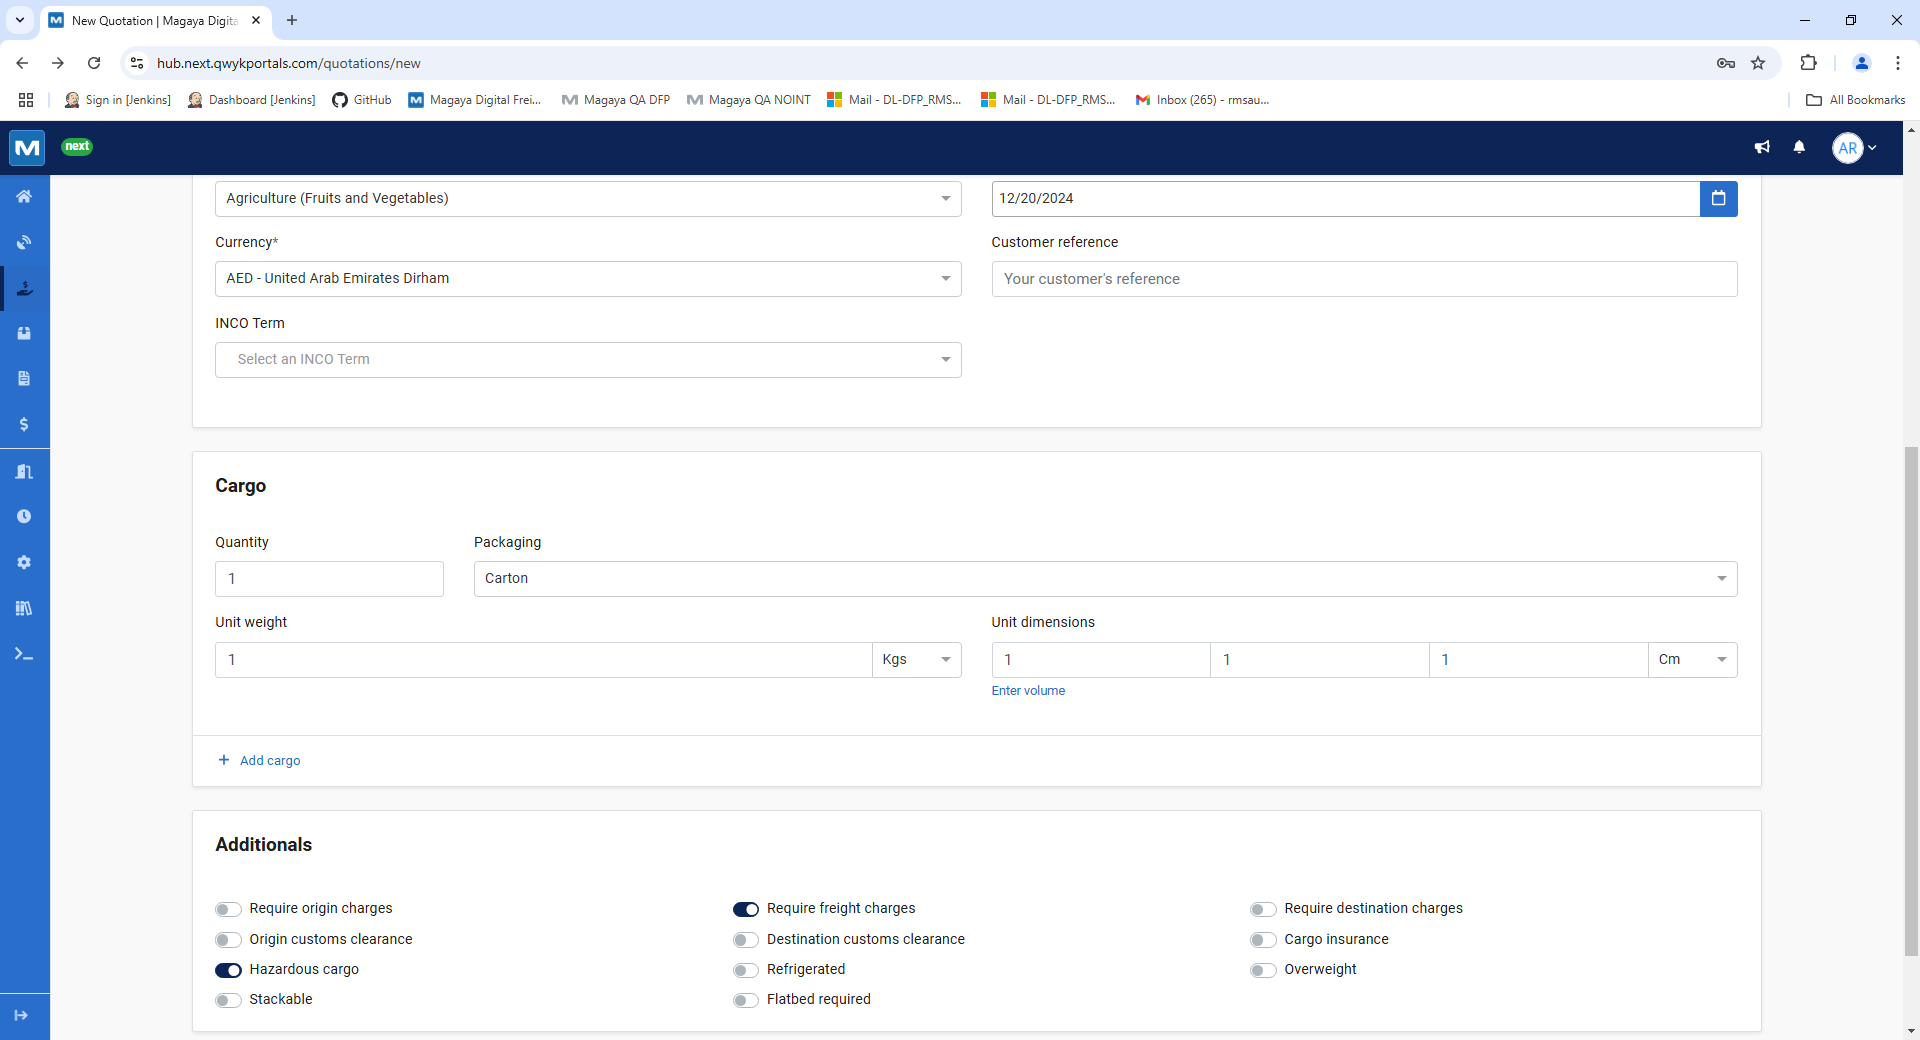 New Quotation | Magaya Digita
hub.next.qwykportals.com/quotations/new
Sign in [Jenkins]
Dashboard [Jenkins]
GitHub
Magaya Digital Frei...
Magaya QA DFP
Magaya QA NOINT
Mail - DL-DFP_RMS...
Mail - DL-DFP_RMS...
Inbox (265) - rmsau...
All Bookmarks
next
AR
Agriculture (Fruits and Vegetables)
12/20/2024
Currency*
Customer reference
AED - United Arab Emirates Dirham
Your customer's reference
INCO Term
Select an INCO Term
Cargo
Quantity
Packaging
1
Carton
Unit weight
Unit dimensions
1
Kgs
1
1
1
Cm
Enter volume
+ Add cargo
Additionals
Require origin charges
Require freight charges
Require destination charges
Origin customs clearance
Destination customs clearance
Cargo insurance
Hazardous cargo
Refrigerated
Overweight
Stackable
Flatbed required